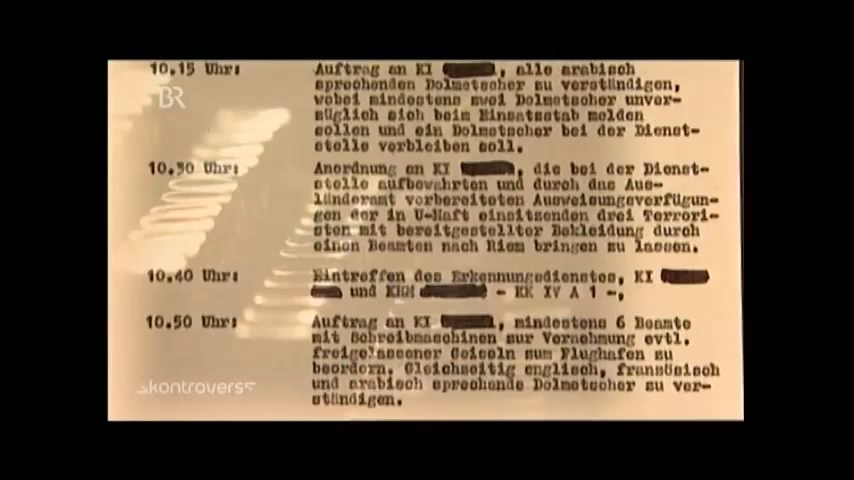 10.15 Uhr: Auftrag an KI , alle arabisch
sprechenden Dolmetscher zu verständigen,
BR
wobei mindestens zwei Dolmetscher unver-
züglich sich beim Einsatzstab melden
sollen und ein Dolmetscher bei der Dienst-
stelle verbleiben soll.
10.30 Uhr: Anordnung an KI , die bei der Dienst-
stelle aufbewahrten und durch das Aus-
länderamt vorbereiteten Ausweisungsverfügun-
gen der in U-Haft einsitzenden drei Terrori-
sten mit bereitgestellter Bekleidung durch
einen Beamten nach Riem bringen zu lassen.
10.40 Uhr: Eintreffen des Erkennungsdienstes, KI
und KHM - KK IV A 1 -,
10.50 Uhr: Auftrag an KI , mindestens 6 Beamte
mit Schreibmaschinen zur Vernehmung evtl.
freigelassener Geiseln zum Flughafen zu
beordern. Gleichzeitig englisch, französisch
und arabisch sprechende Dolmetscher zu ver-
ständigen.
kontrovers